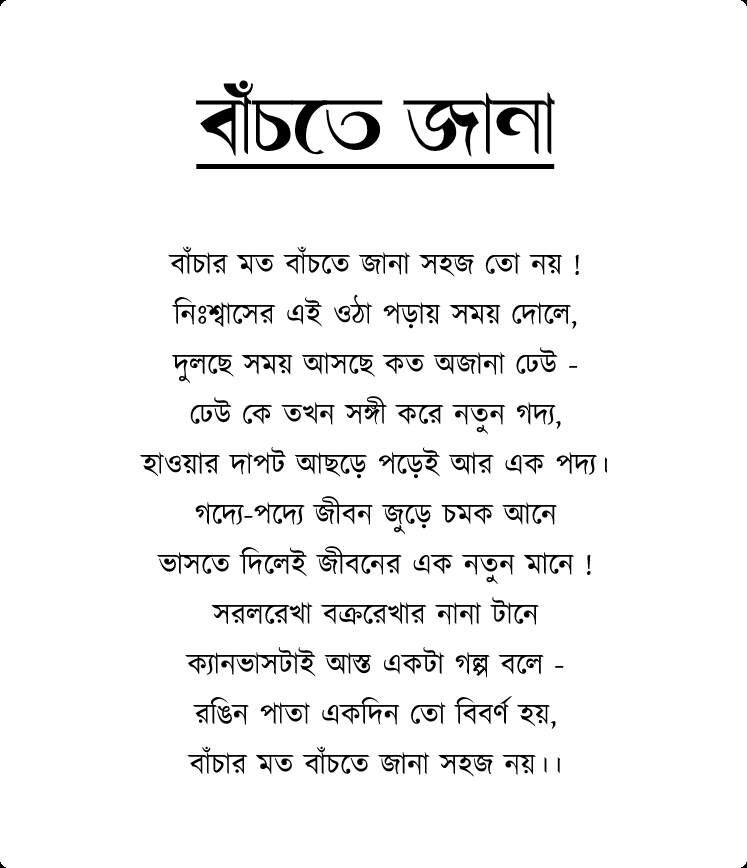 বাঁচতে জানা
বাঁচার মত বাঁচতে জানা সহজ তো নয় !
নিঃশ্বাসের এই ওঠা পড়ায় সময় দোলে,
দুলছে সময় আসছে কত অজানা ঢেউ -
ঢেউ কে তখন সঙ্গী করে নতুন গদ্য,
হাওয়ার দাপট আছড়ে পড়েই আর এক পদ্য।
গদ্যে-পদ্যে জীবন জুড়ে চমক আনে
ভাসতে দিলেই জীবনের এক নতুন মানে !
সরলরেখা বক্ররেখার নানা টানে
ক্যানভাসটাই আস্ত একটা গল্প বলে -
রঙিন পাতা একদিন তো বিবর্ণ হয়,
বাঁচার মত বাঁচতে জানা সহজ নয়।।